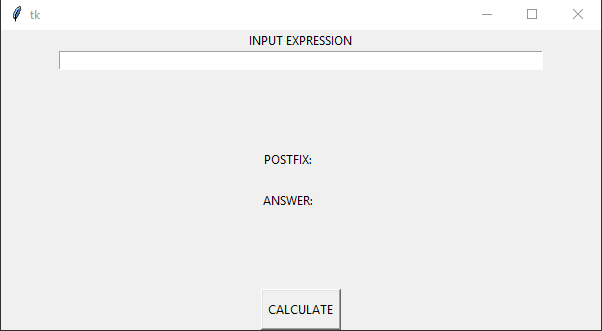 tk
INPUT EXPRESSION
POSTFIX:
ANSWER:
CALCULATE